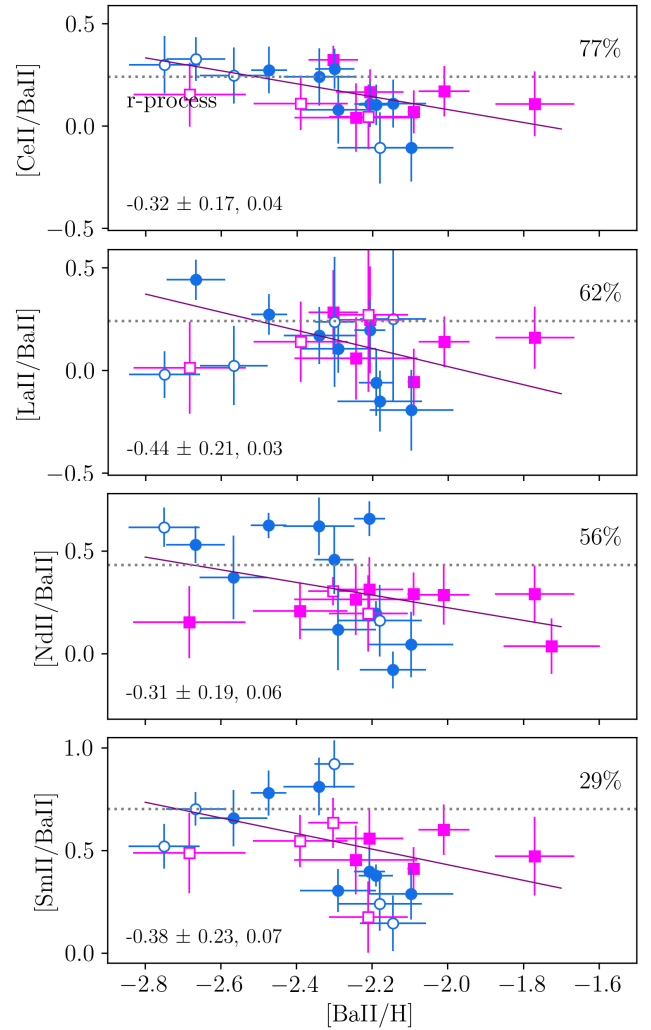 0.5
77%
[CeII/BaII]
r-process
0.0
-0.32 ± 0.17, 0.04
−0.5
0.5
62%
[LaII/BaII]
0.0
-0.44 ± 0.21, 0.03
−0.5
56%
0.5
[NdII/BaII]
0.0
-0.31 ± 0.19, 0.06
1.0
29%
[SmII/BaII]
0.5
-0.38 ± 0.23, 0.07
0.0
−2.8 −2.6 −2.4 −2.2 −2.0 −1.8 −1.6
[BaII/H]